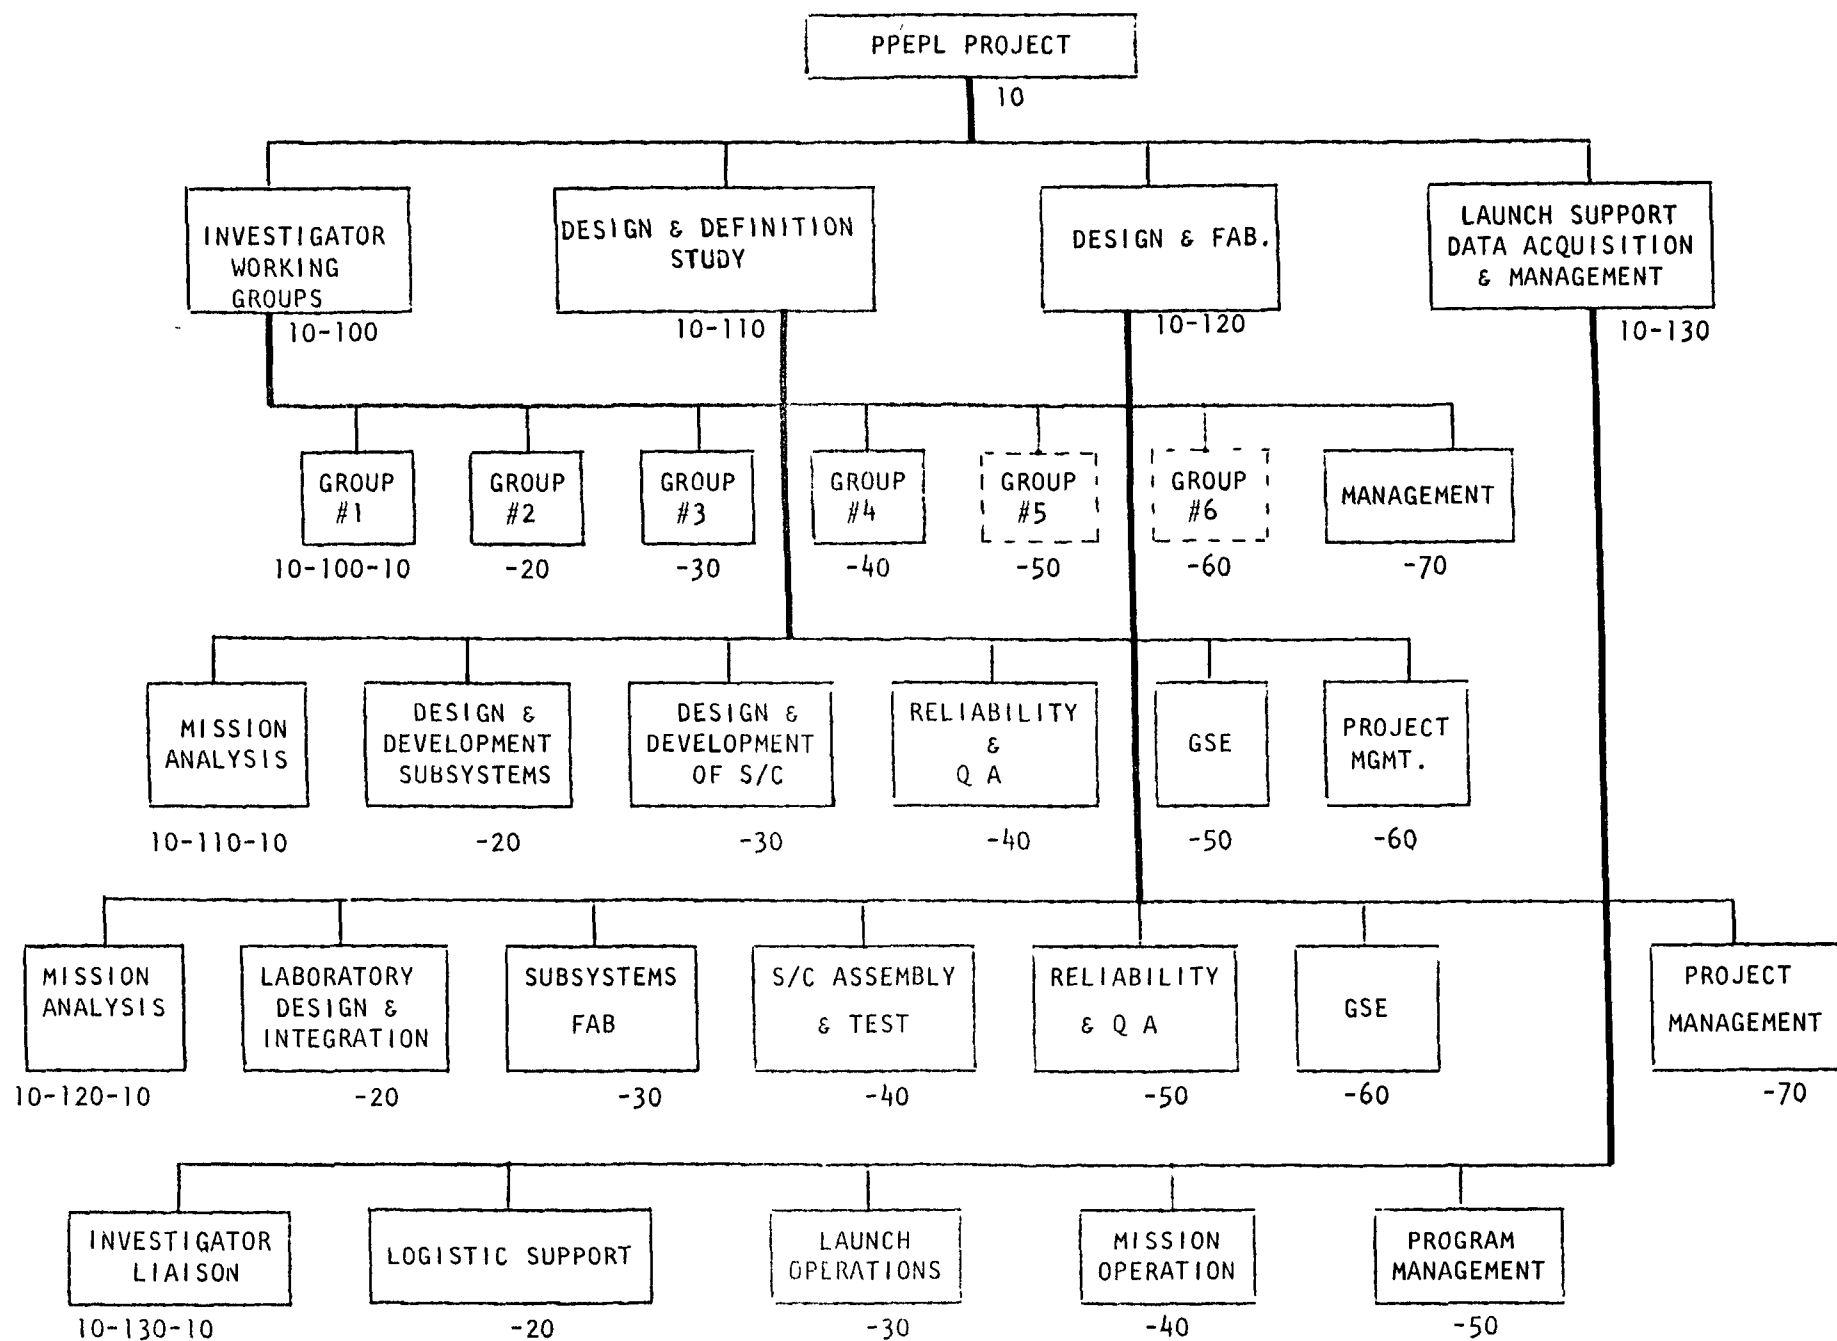 PPEPL PROJECT
10
INVESTIGATOR
WORKING
GROUPS
10-100
DESIGN & DEFINITION
STUDY
10-110
DESIGN & FAB.
10-120
LAUNCH SUPPORT
DATA ACQUISITION
& MANAGEMENT
10-130
GROUP
#1
10-100-10
GROUP
#2
-20
GROUP
#3
-30
GROUP
#4
-40
GROUP
#5
-50
GROUP
#6
-60
MANAGEMENT
-70
MISSION
ANALYSIS
10-110-10
DESIGN &
DEVELOPMENT
SUBSYSTEMS
-20
DESIGN &
DEVELOPMENT
OF S/C
-30
RELIABILITY
&
Q A
-40
GSE
-50
PROJECT
MGMT.
-60
MISSION
ANALYSIS
10-120-10
LABORATORY
DESIGN &
INTEGRATION
-20
SUBSYSTEMS
FAB
-30
S/C ASSEMBLY
& TEST
-40
RELIABILITY
& Q A
-50
GSE
-60
PROJECT
MANAGEMENT
-70
INVESTIGATOR
LIAISON
10-130-10
LOGISTIC SUPPORT
-20
LAUNCH
OPERATIONS
-30
MISSION
OPERATION
-40
PROGRAM
MANAGEMENT
-50